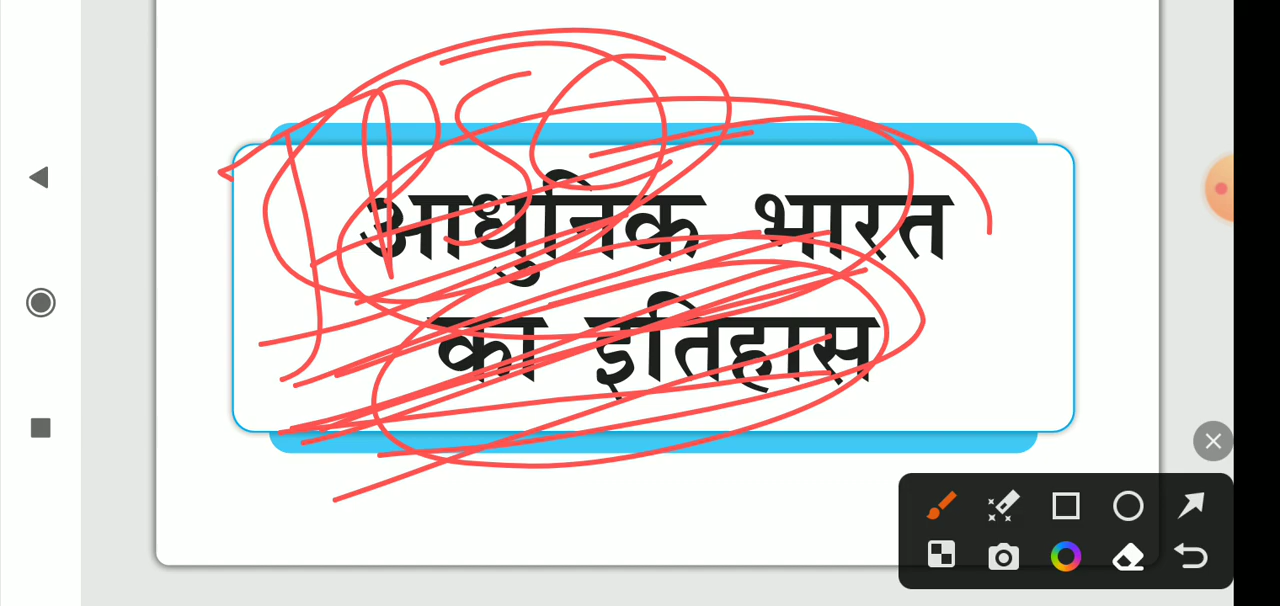 आधुनिक भारत
का इतिहास